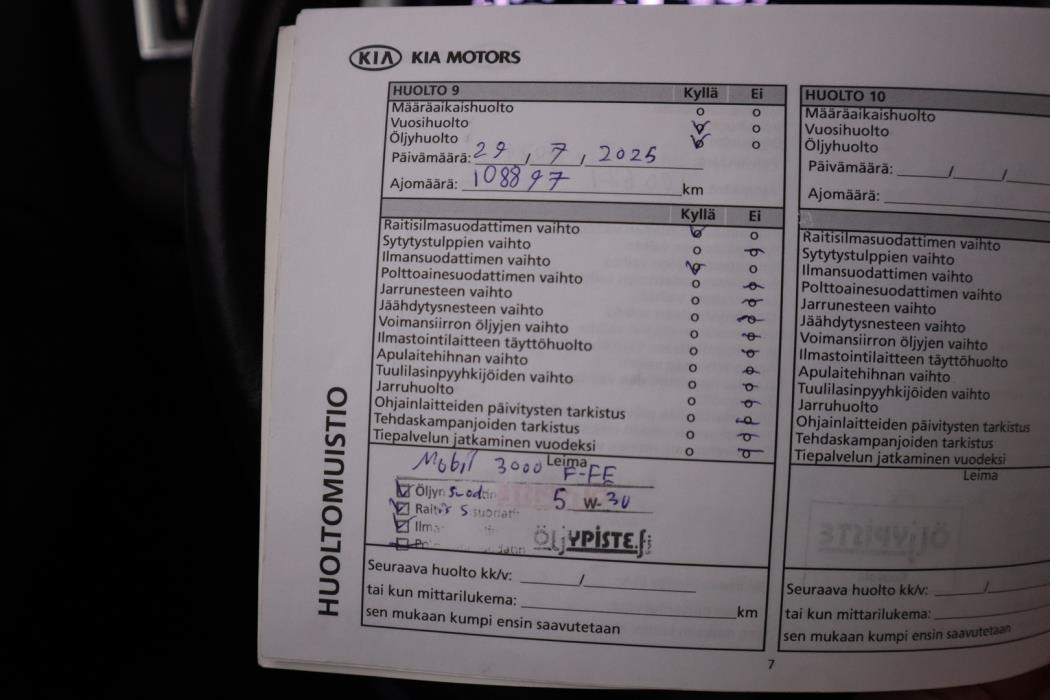 KIA KIA MOTORS
HUOLTO 9 Kyllä Ei
Määräaikaishuolto o o
Vuosihuolto o o
Öljyhuolto o o
Päivämäärä: 29 / 7 / 2025
Ajomäärä: 108897 km
Kyllä Ei
Raitisilmasuodattimen vaihto o o
Sytytystulppien vaihto o o
Ilmansuodattimen vaihto o o
Polttoainesuodattimen vaihto o o
Jarrunesteen vaihto o o
Jäähdytysnesteen vaihto o o
Voimansiirron öljyjen vaihto o o
Ilmastointilaitteen täyttöhuolto o o
Apulaitehihnan vaihto o o
Tuulilasinpyyhkijöiden vaihto o o
Jarruhuolto o o
Ohjainlaitteiden päivitysten tarkistus o o
Tehdaskampanjoiden tarkistus o o
Tiepalvelun jatkaminen vuodeksi o o
Leima
Mobil 3000 F-FE
5 W-30
ÖljYPISTE.fi
Seuraava huolto kk/v: /
tai kun mittarilukema: km
sen mukaan kumpi ensin saavutetaan
HUOLTOMUISTIO
HUOLTO 10
Määräaikaishuolto
Vuosihuolto
Öljyhuolto
Päivämäärä: / /
Ajomäärä:
Raitisilmasuodattimen vaihto
Sytytystulppien vaihto
Ilmansuodattimen vaihto
Polttoainesuodattimen vaihto
Jarrunesteen vaihto
Jäähdytysnesteen vaihto
Voimansiirron öljyjen vaihto
Ilmastointilaitteen täyttöhuolto
Apulaitehihnan vaihto
Tuulilasinpyyhkijöiden vaihto
Jarruhuolto
Ohjainlaitteiden päivitysten tarkistus
Tehdaskampanjoiden tarkistus
Tiepalvelun jatkaminen vuodeksi
Leima
Seuraava huolto kk/v: /
tai kun mittarilukema:
sen mukaan kumpi ensin saavutetaan
7